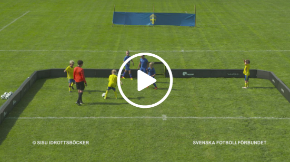 © SISU IDROTTSBÖCKER
SVENSKA FOTBOLLFÖRBUNDET